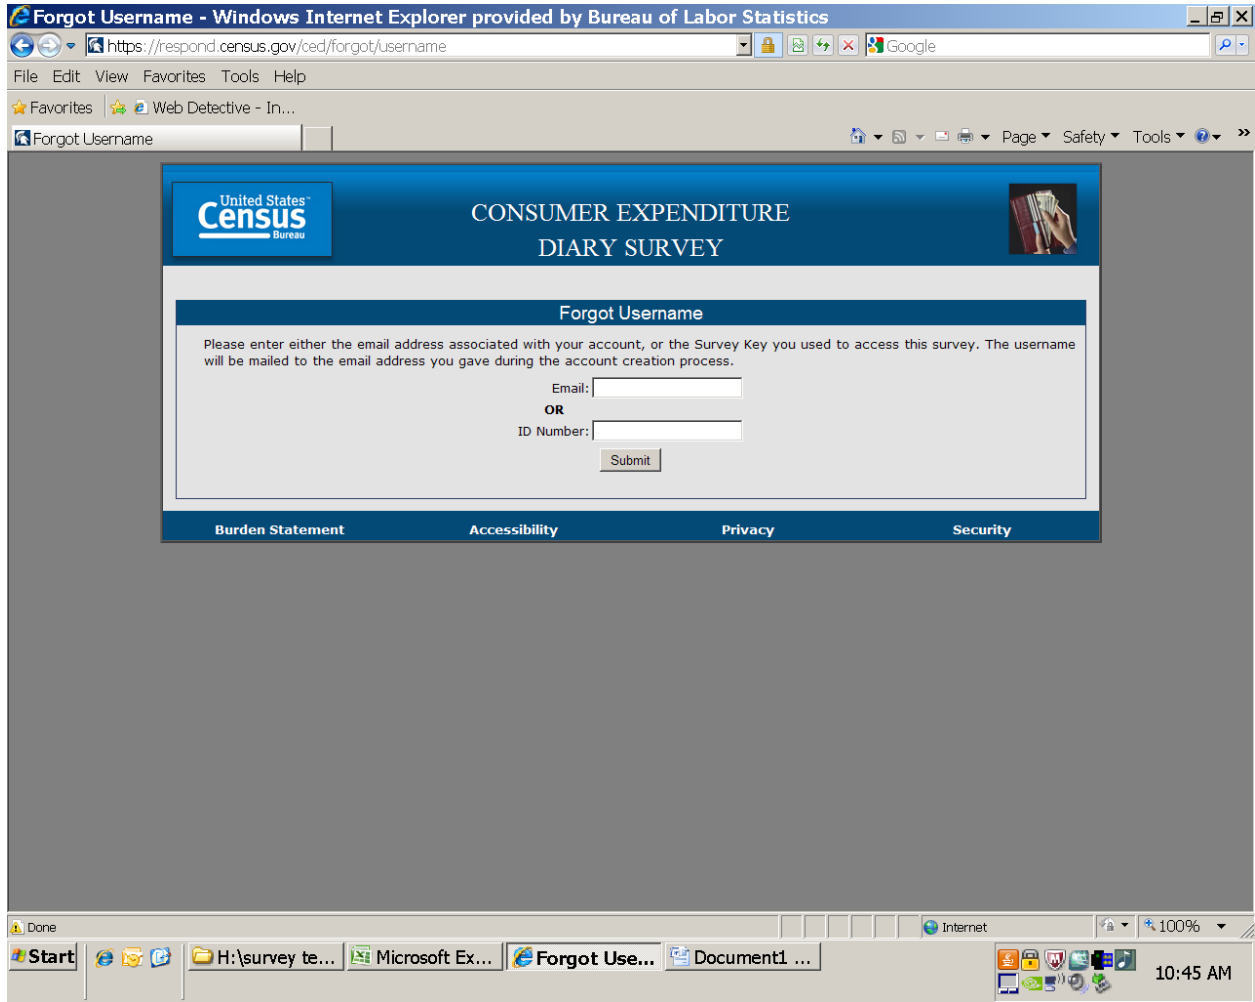 Forgot Username - Windows Internet Explorer provided by Bureau of Labor Statistics
https://respond.census.gov/ced/forgot/username
Google
File Edit View Favorites Tools Help
Favorites Web Detective - In...
Forgot Username
Page Safety Tools
United States™
Census
Bureau
CONSUMER EXPENDITURE
DIARY SURVEY
Forgot Username
Please enter either the email address associated with your account, or the Survey Key you used to access this survey. The username
will be mailed to the email address you gave during the account creation process.
Email:
OR
ID Number:
Submit
Burden Statement Accessibility Privacy Security
Done Internet 100%
Start H:\survey te... Microsoft Ex... Forgot Use... Document1 ... 10:45 AM